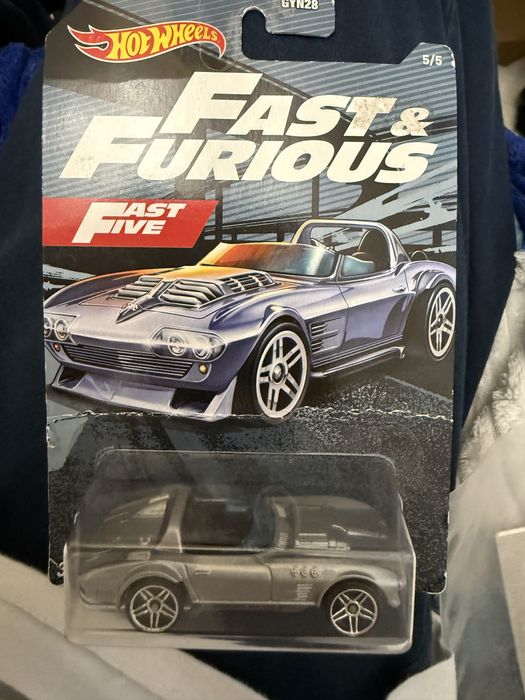 GYN28
HOT WHEELS
5/5
FAST &
FURIOUS
FAST
FIVE